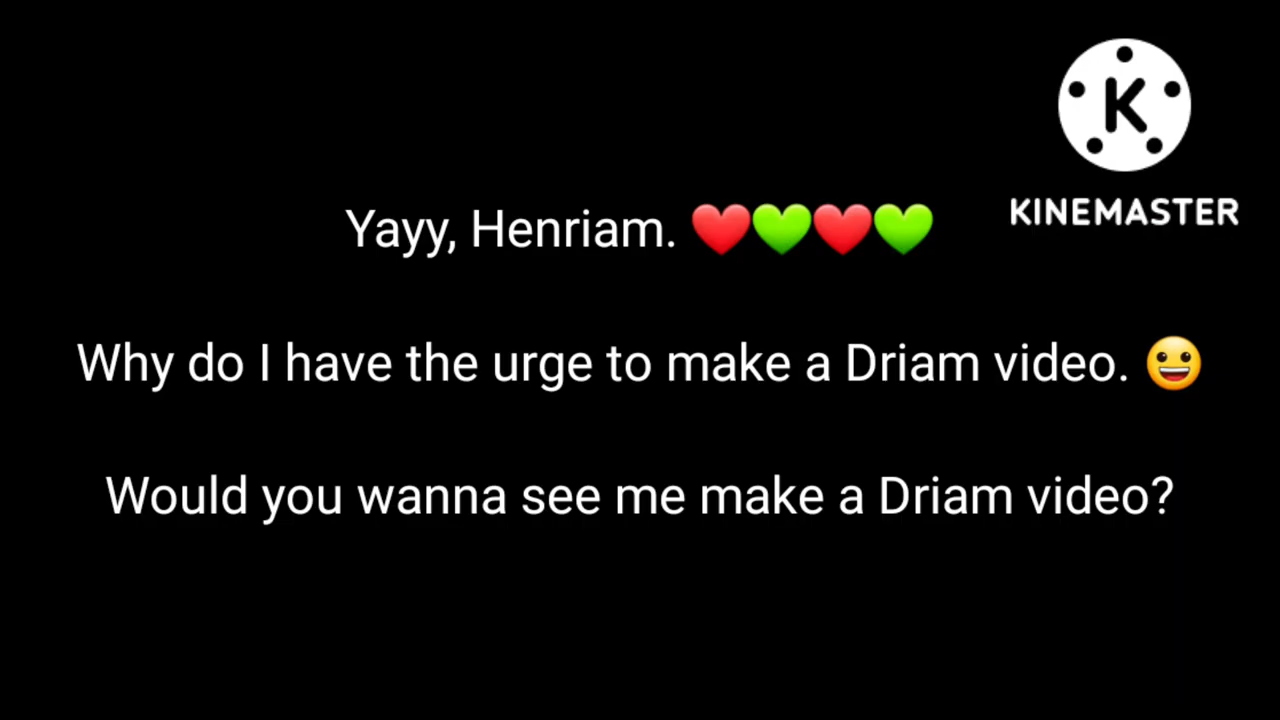 KINEMASTER
Yayy, Henriam. ❤️💚❤️💚
Why do I have the urge to make a Driam video. 😀
Would you wanna see me make a Driam video?